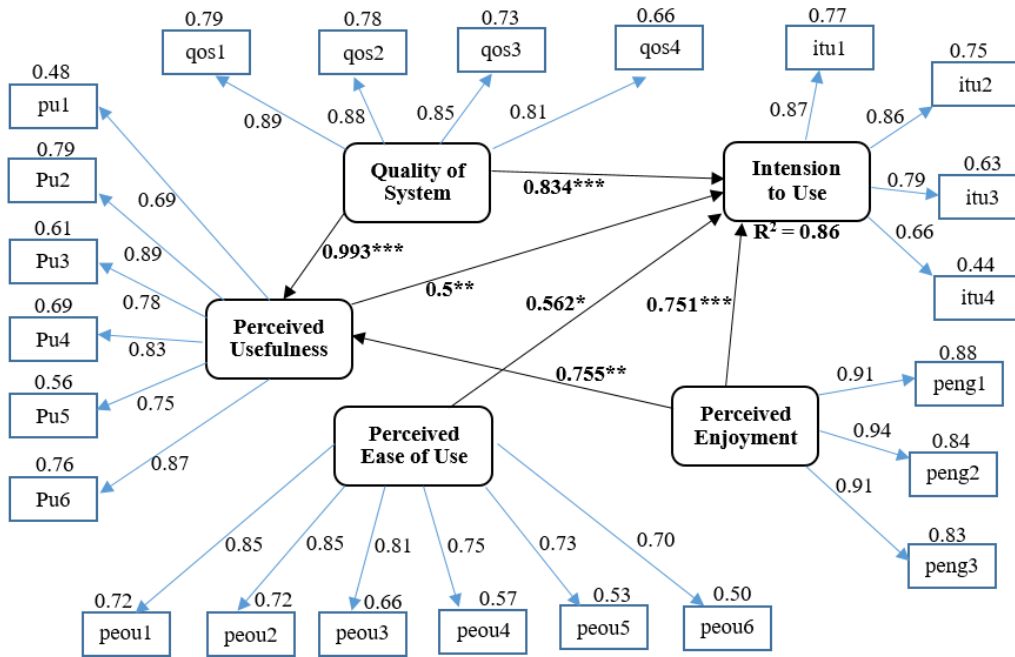 0.79
qos1
0.78
qos2
0.73
qos3
0.66
qos4
0.77
itu1
0.75
itu2
0.48
pu1
0.89
0.88
0.85
0.81
0.87
0.86
0.79
Pu2
0.69
Quality of
System
0.834***
Intension
to Use
R² = 0.86
0.79
0.63
itu3
0.66
0.61
Pu3
0.89
0.993***
0.44
itu4
0.78
0.5**
0.562*
0.751***
0.69
Pu4
0.83
Perceived
Usefulness
0.755**
0.56
Pu5
0.75
0.91
0.88
peng1
Perceived
Ease of Use
Perceived
Enjoyment
0.94
0.84
peng2
0.76
Pu6
0.87
0.91
0.83
peng3
0.85
0.85
0.81
0.75
0.73
0.70
0.72
peou1
0.72
peou2
0.66
peou3
0.57
peou4
0.53
peou5
0.50
peou6